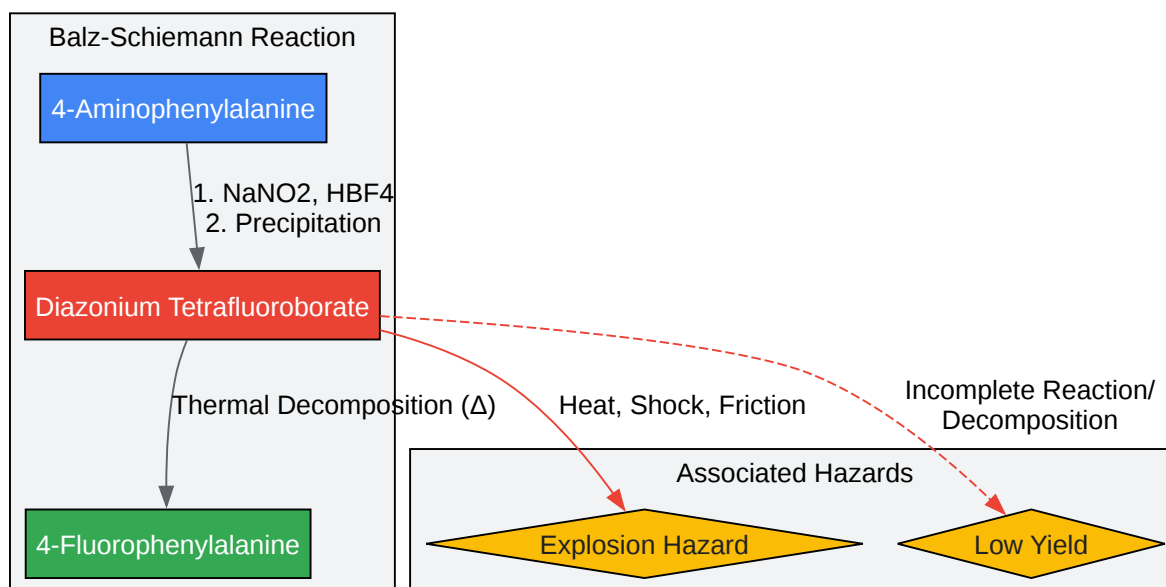 Balz-Schiemann Reaction
4-Aminophenylalanine
1. NaNO2, HBF4
2. Precipitation
Diazonium Tetrafluoroborate
Thermal Decomposition (Δ)
Heat, Shock, Friction
Incomplete Reaction/
Decomposition
Associated Hazards
4-Fluorophenylalanine
Explosion Hazard
Low Yield